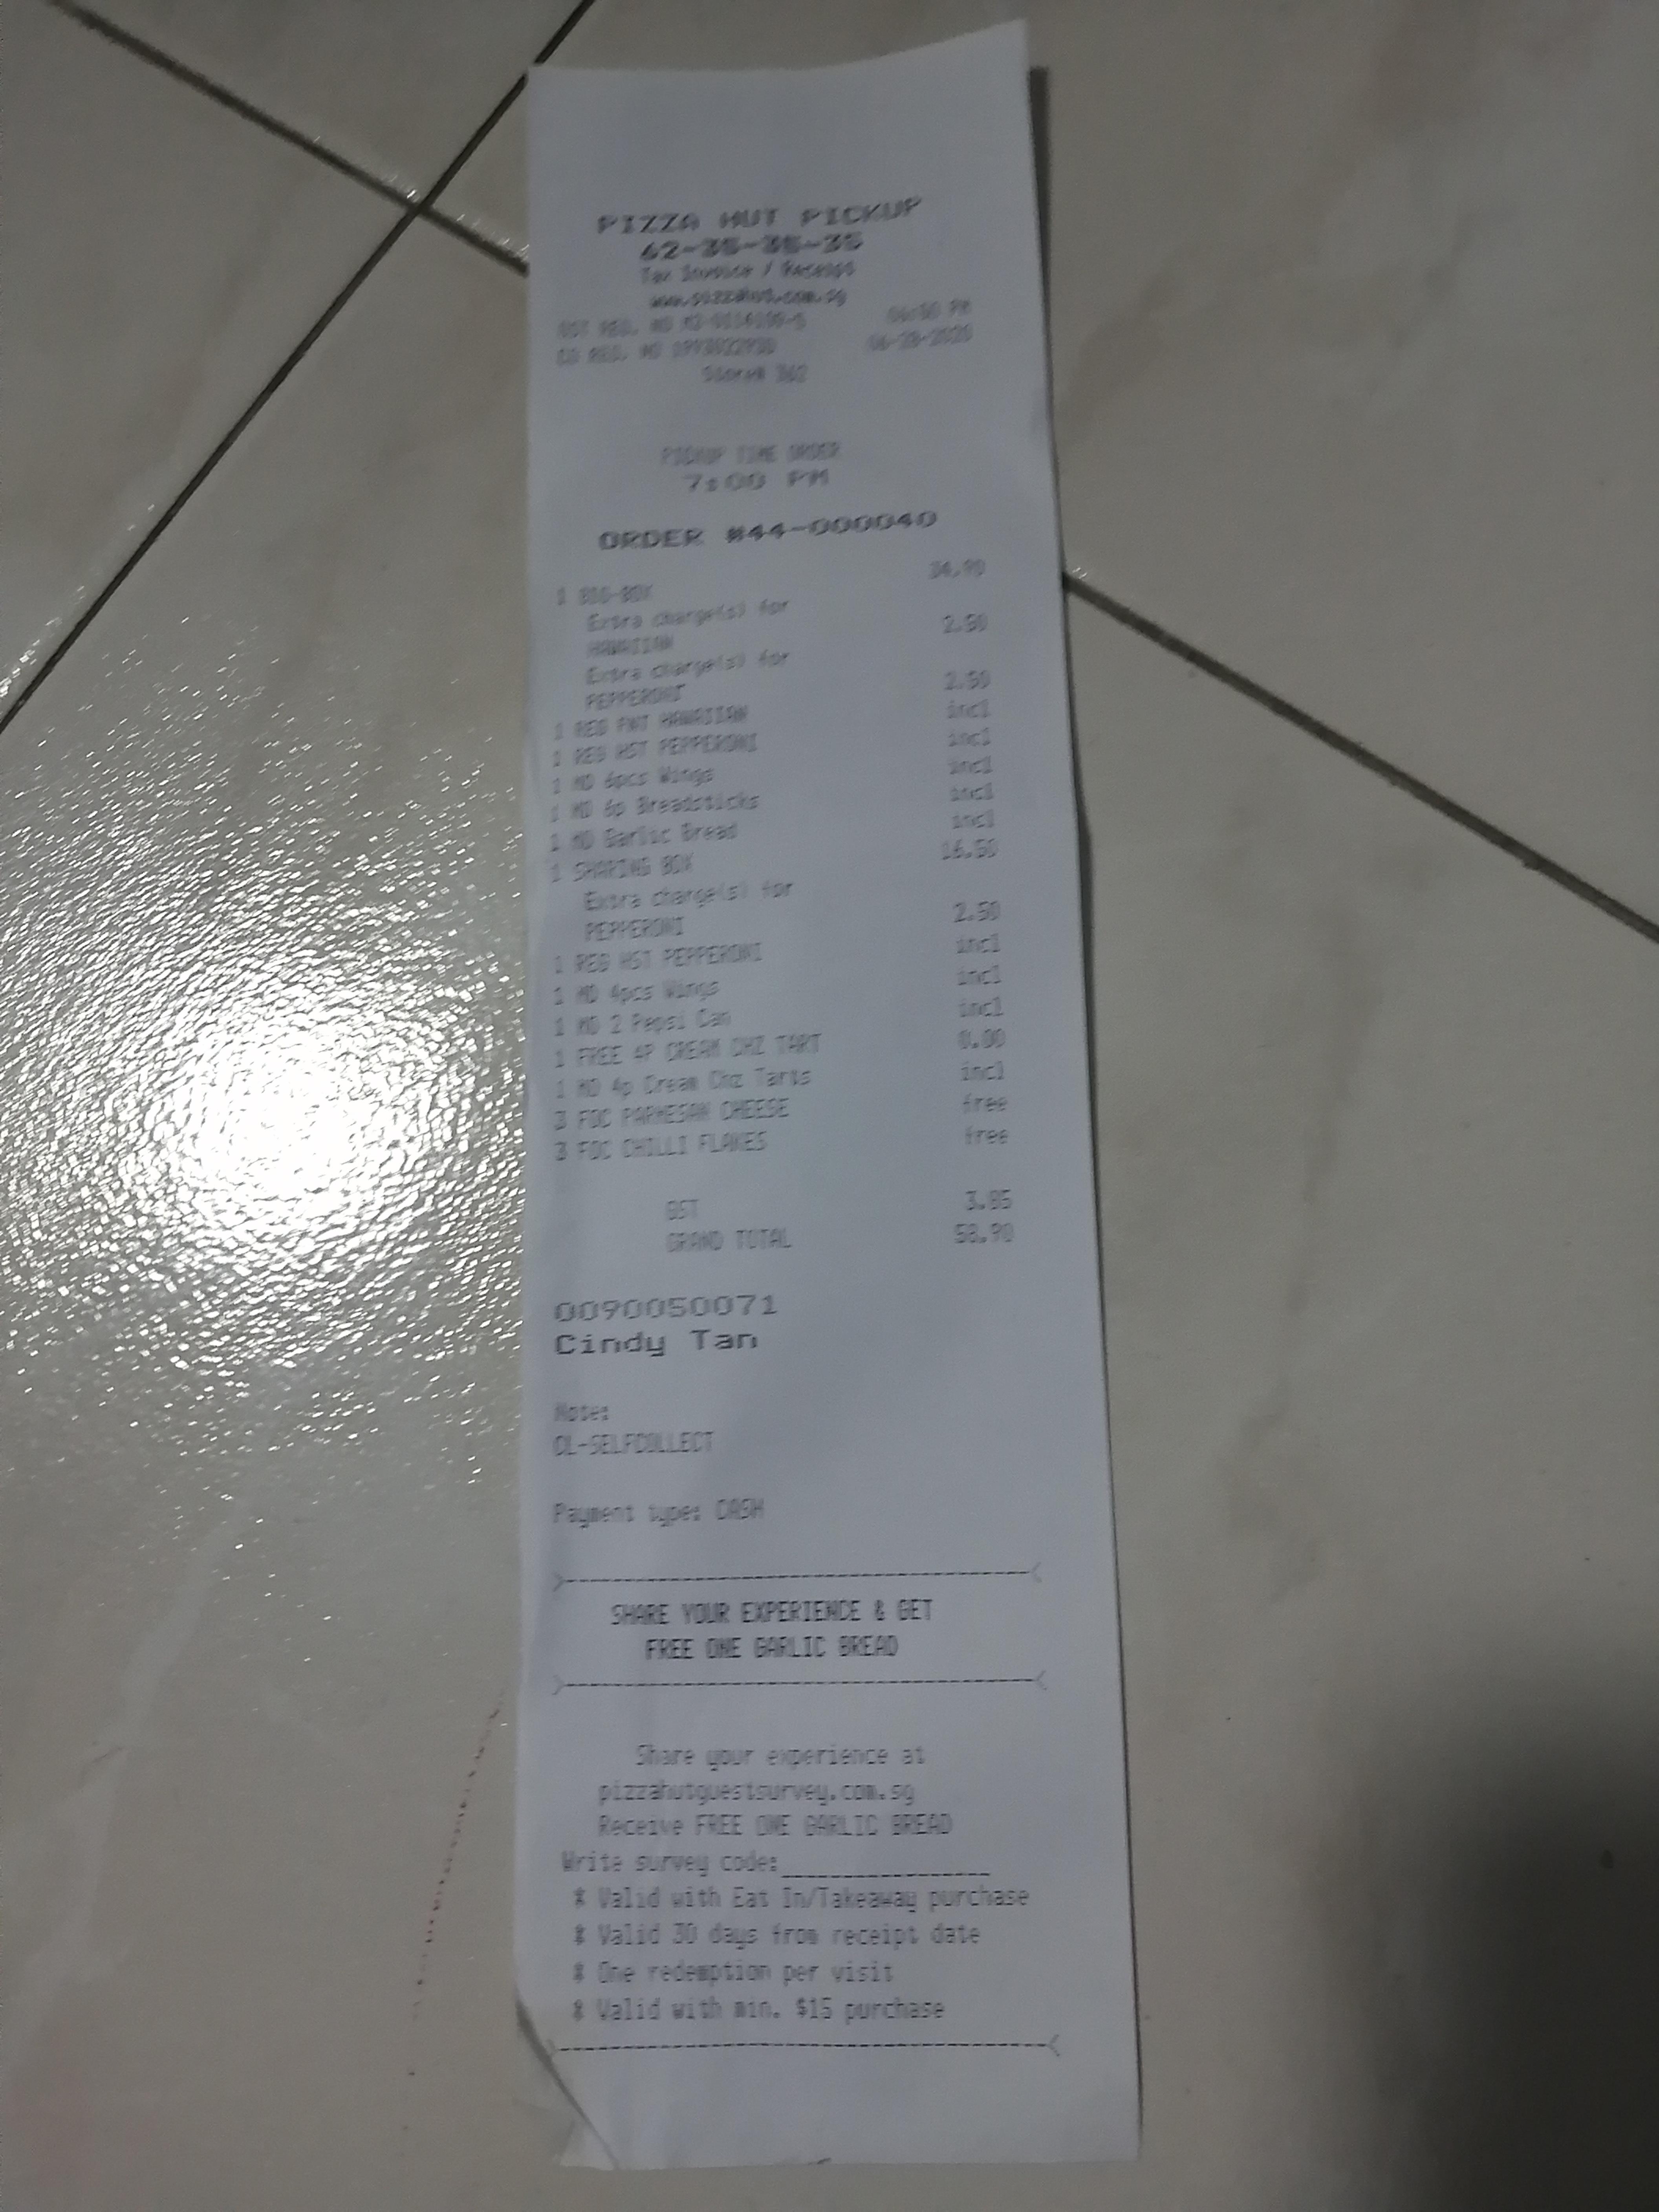 PIZZA HUT PICKUP
62-35-35-35
Tax Invoice / Receipt
www.pizzahut.com.sg
GST REG. NO M2-0114109-5 06:50 PM
CO REG. NO 06-28-2020
Store# 362
PICKUP TIME ORDER
7:00 PM
ORDER #44-000040
1 BIG-BOX 34.90
Extra charge(s) for
HAWAIIAN 2.50
Extra charge(s) for
PEPPERONI 2.50
1 REG PNT HAWAIIAN incl
1 REG HST PEPPERONI incl
1 MD 6pcs Wings incl
1 MD 6p Breadsticks incl
1 MD Garlic Bread incl
1 SHARING BOX 16.50
Extra charge(s) for
PEPPERONI 2.50
1 REG HST PEPPERONI incl
1 MD 4pcs Wings incl
1 MD 2 Pepsi Can incl
1 FREE 4P CREAM CHZ TART 0.00
1 MD 4p Cream Chz Tarts incl
3 FOC PARMESAN CHEESE free
3 FOC CHILLI FLAKES free
GST 3.85
GRAND TOTAL 58.90
0090050071
Cindy Tan
Note:
OL-SELFCOLLECT
Payment type: CASH
>--------------------------------------<
SHARE YOUR EXPERIENCE & GET
FREE ONE GARLIC BREAD
>--------------------------------------<
Share your experience at
pizzahutguestsurvey.com.sg
Receive FREE ONE GARLIC BREAD
Write survey code:_________________
* Valid with Eat In/Takeaway purchase
* Valid 30 days from receipt date
* One redemption per visit
* Valid with min. $15 purchase
>--------------------------------------<